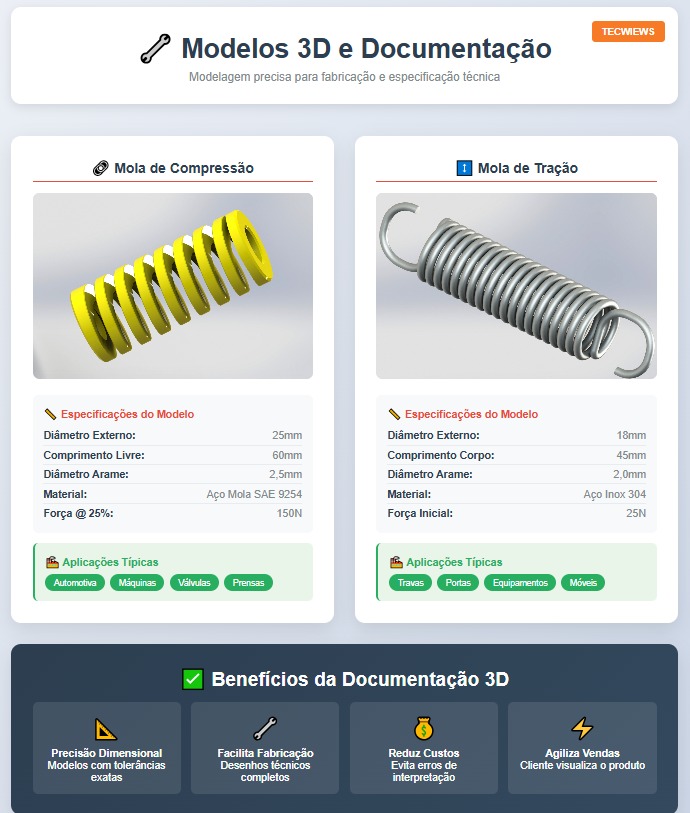 Modelos 3D e Documentação
TECWIEWS
Modelagem precisa para fabricação e especificação técnica
Mola de Compressão
Especificações do Modelo
Diâmetro Externo: 25mm
Comprimento Livre: 60mm
Diâmetro Arame: 2,5mm
Material: Aço Mola SAE 9254
Força @ 25%: 150N
Aplicações Típicas
Automotiva Máquinas Válvulas Prensas
Mola de Tração
Especificações do Modelo
Diâmetro Externo: 18mm
Comprimento Corpo: 45mm
Diâmetro Arame: 2,0mm
Material: Aço Inox 304
Força Inicial: 25N
Aplicações Típicas
Travas Portas Equipamentos Móveis
Benefícios da Documentação 3D
Precisão Dimensional
Modelos com tolerâncias
exatas
Facilita Fabricação
Desenhos técnicos
completos
Reduz Custos
Evita erros de
interpretação
Agiliza Vendas
Cliente visualiza o produto